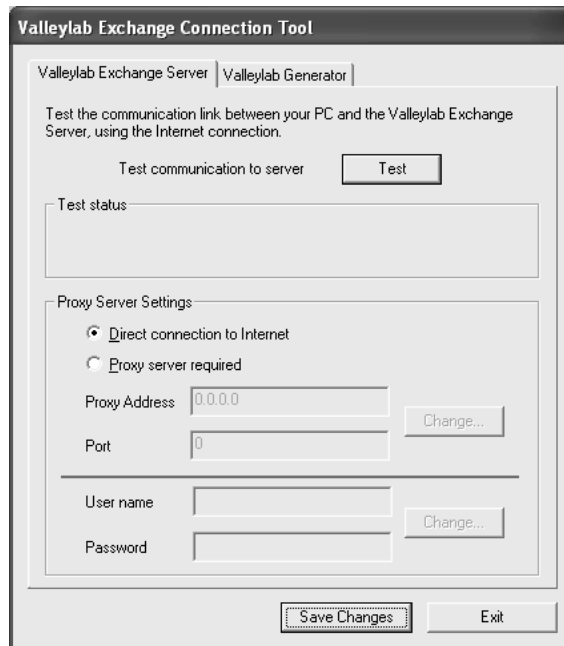 Valleylab Exchange Connection Tool
Valleylab Exchange Server Valleylab Generator
Test the communication link between your PC and the Valleylab Exchange
Server, using the Internet connection.
Test communication to server Test
Test status
Proxy Server Settings
Direct connection to Internet
Proxy server required
Proxy Address 0.0.0.0
Change...
Port 0
User name
Change...
Password
Save Changes Exit